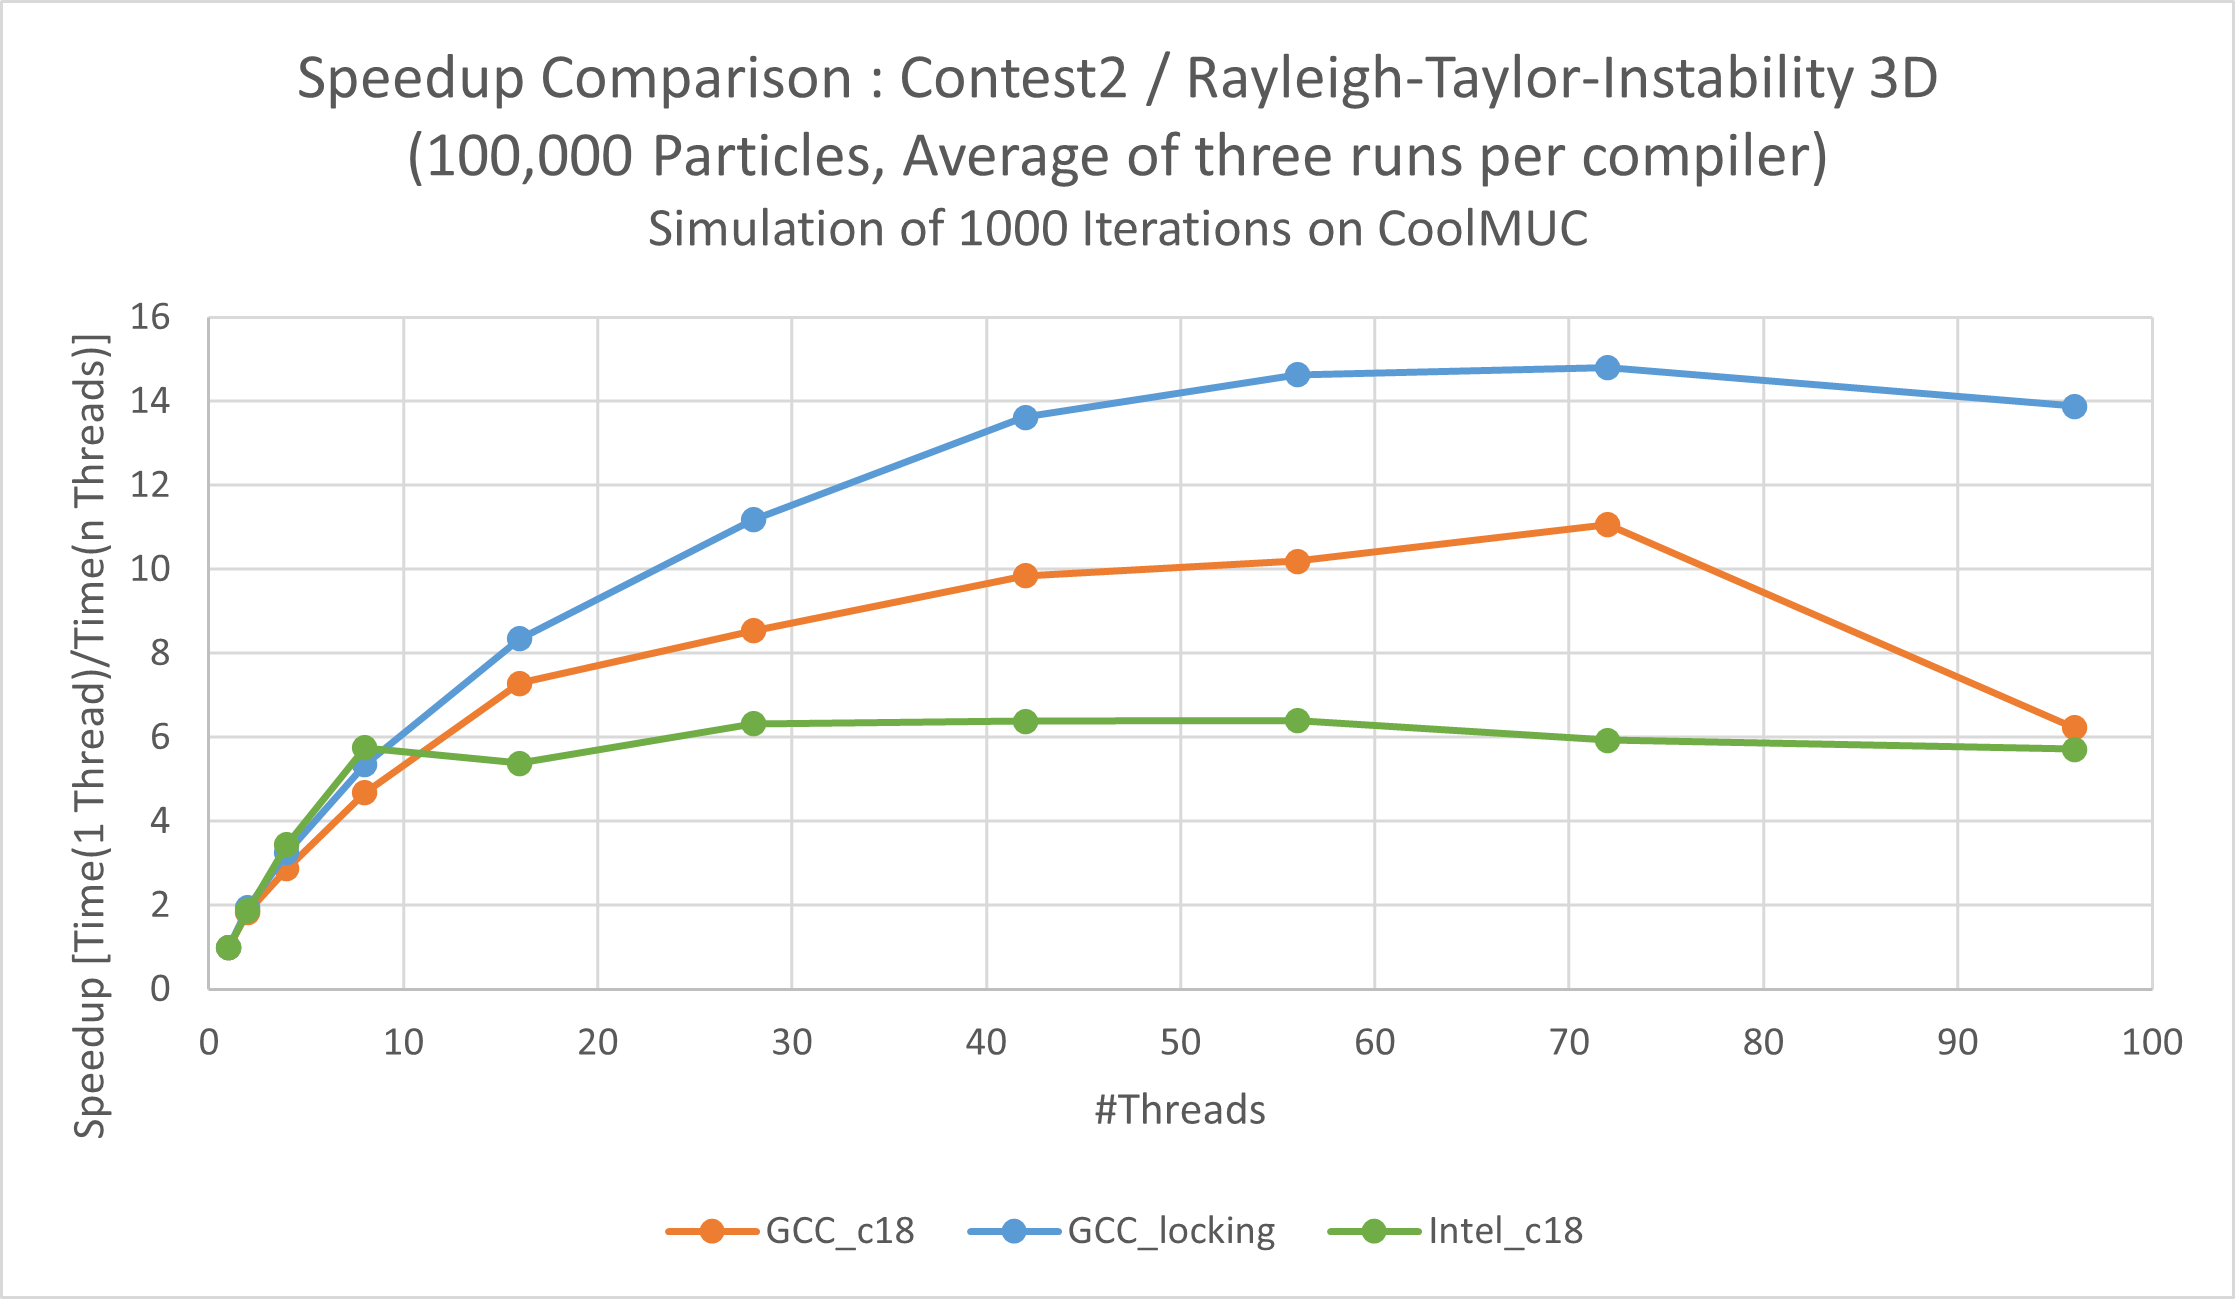 Speedup Comparison : Contest2 / Rayleigh-Taylor-Instability 3D
(100,000 Particles, Average of three runs per compiler)
Simulation of 1000 Iterations on CoolMUC
Speedup [Time(1 Thread)/Time(n Threads)]
16
14
12
10
8
6
4
2
0
0 10 20 30 40 50 60 70 80 90 100
#Threads
GCC_c18 GCC_locking Intel_c18